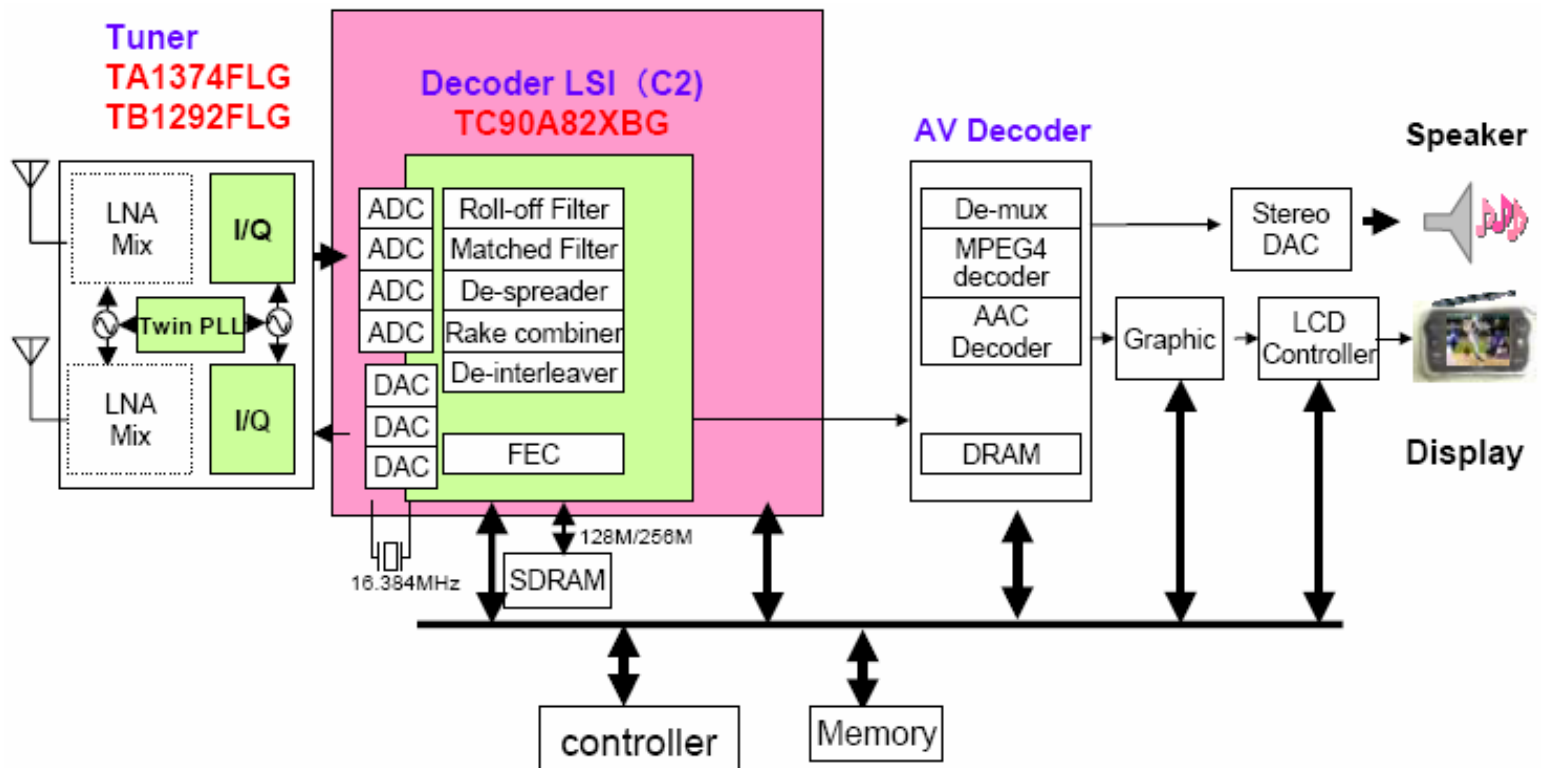 Tuner
TA1374FLG
TB1292FLG
Decoder LSI（C2)
TC90A82XBG
AV Decoder
Speaker
LNA
Mix
I/Q
Twin PLL
LNA
Mix
I/Q
ADC
ADC
ADC
ADC
DAC
DAC
DAC
Roll-off Filter
Matched Filter
De-spreader
Rake combiner
De-interleaver
FEC
De-mux
MPEG4
decoder
AAC
Decoder
DRAM
Stereo
DAC
Graphic
LCD
Controller
Display
16.384MHz
128M/256M
SDRAM
controller
Memory